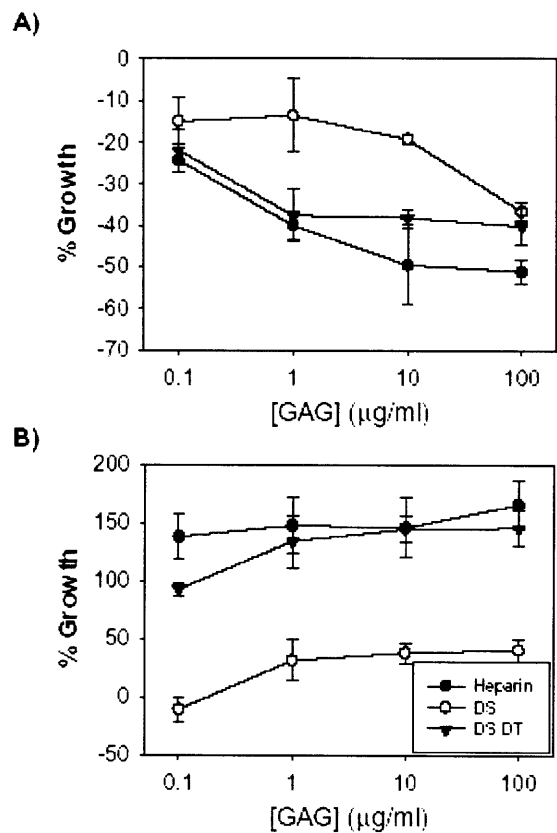 A)
0
-10
-20
-30
-40
-50
-60
-70
% Growth
0.1 1 10 100
[GAG] (μg/ml)
B)
200
150
100
50
0
-50
% Growth
Heparin
DS
DS DT
0.1 1 10 100
[GAG] (μg/ml)